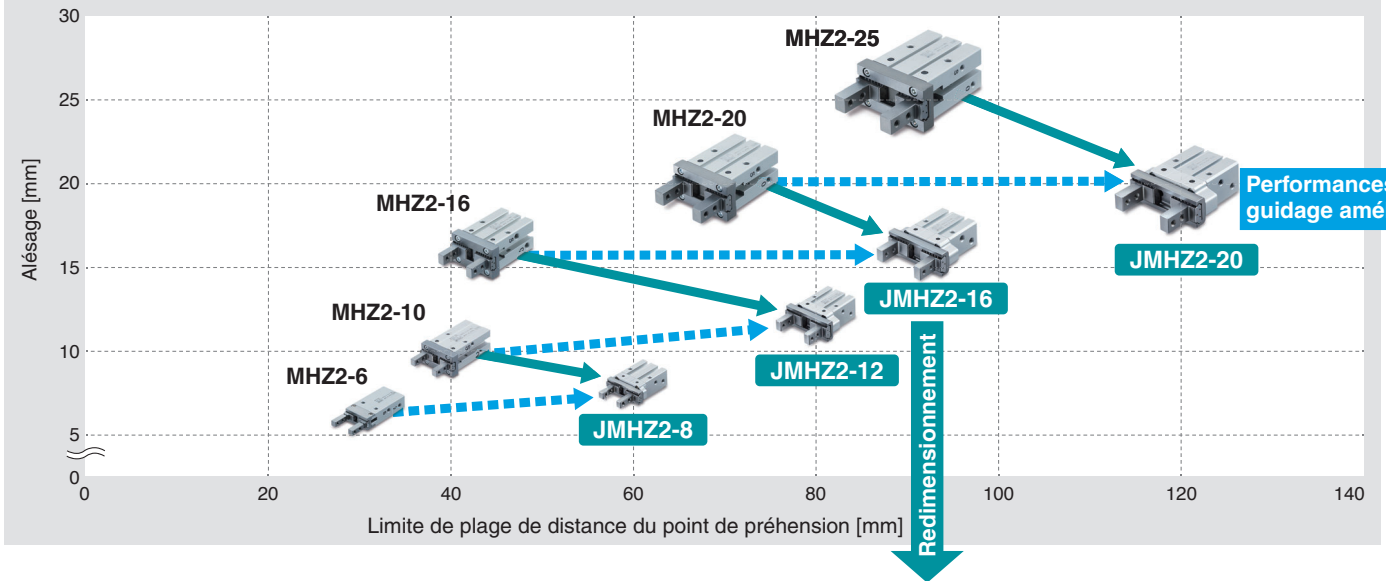 30
25
20
15
10
5
0
Alésage [mm]
MHZ2-25
MHZ2-20
MHZ2-16
MHZ2-10
MHZ2-6
Performances
guidage amé
JMHZ2-20
JMHZ2-16
JMHZ2-12
JMHZ2-8
Redimensionnement
0 20 40 60 80 100 120 140
Limite de plage de distance du point de préhension [mm]